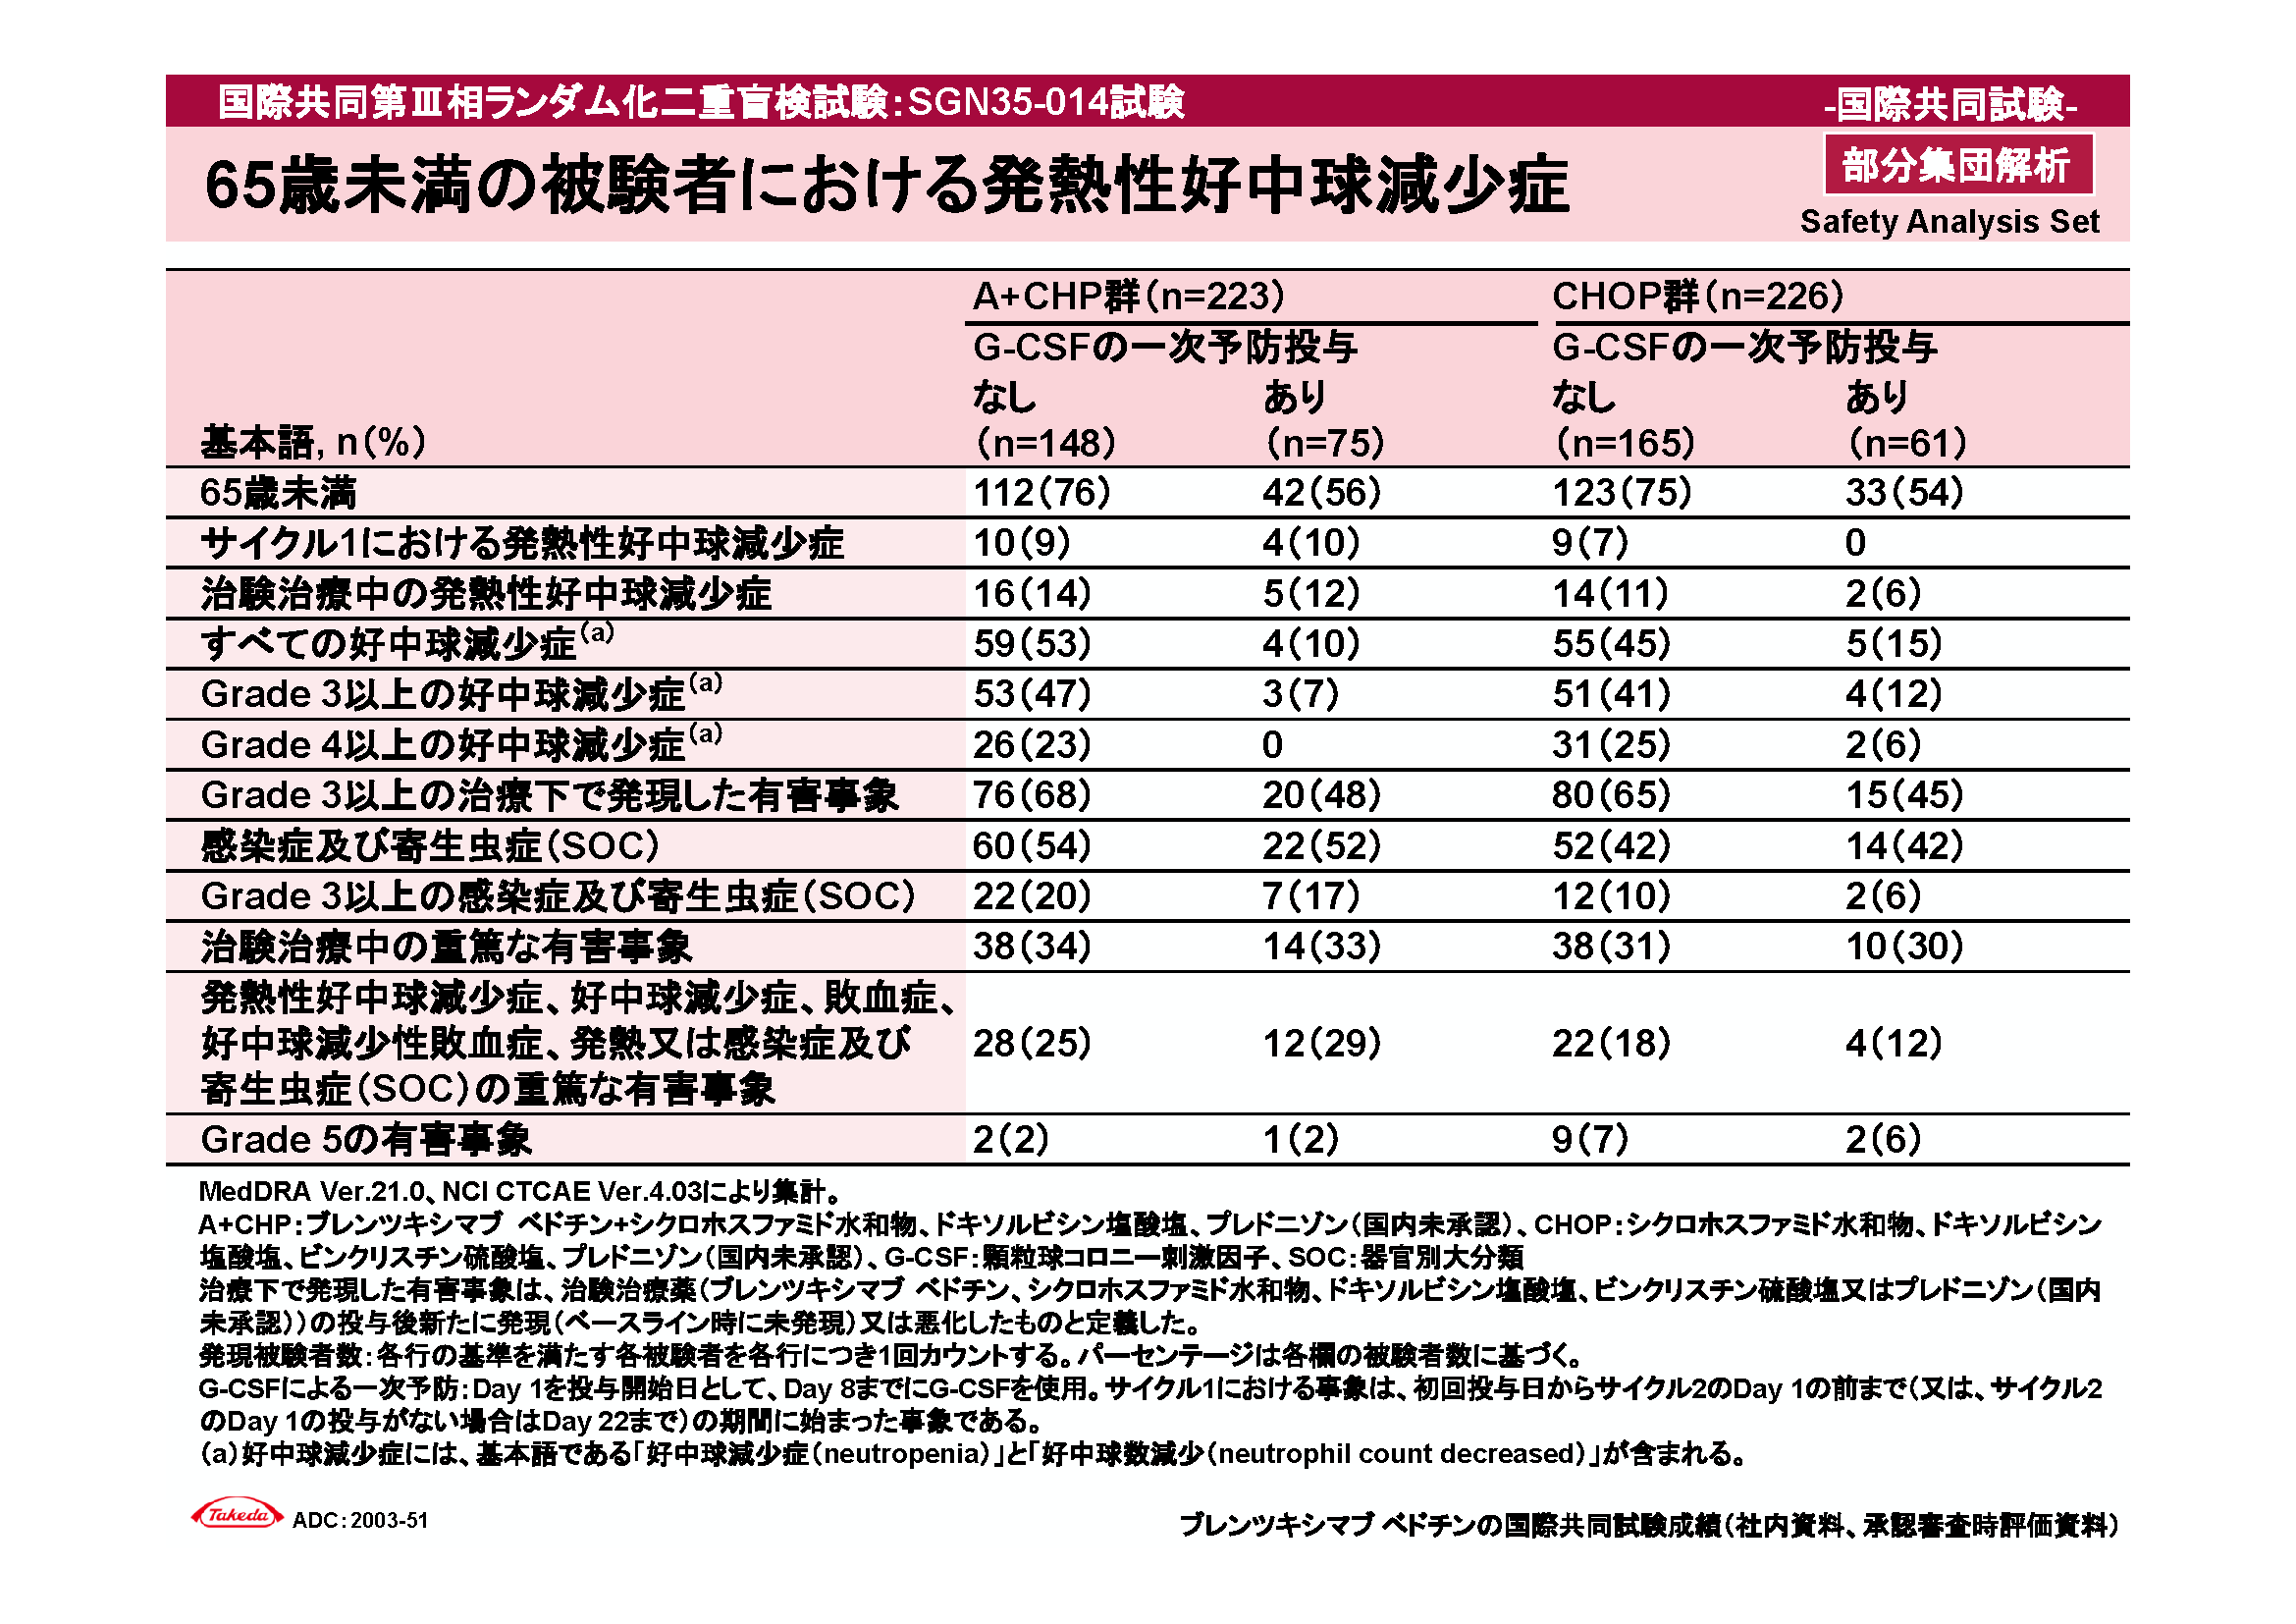 国際共同第Ⅲ相ランダム化二重盲検試験：SGN35-014試験
-国際共同試験-
65歳未満の被験者における発熱性好中球減少症
部分集団解析
Safety Analysis Set
A+CHP群（n=223） CHOP群（n=226）
G-CSFの一次予防投与 G-CSFの一次予防投与
なし あり なし あり
基本語, n（%） （n=148） （n=75） （n=165） （n=61）
65歳未満 112（76） 42（56） 123（75） 33（54）
サイクル1における発熱性好中球減少症 10（9） 4（10） 9（7） 0
治験治療中の発熱性好中球減少症 16（14） 5（12） 14（11） 2（6）
すべての好中球減少症（a） 59（53） 4（10） 55（45） 5（15）
Grade 3以上の好中球減少症（a） 53（47） 3（7） 51（41） 4（12）
Grade 4以上の好中球減少症（a） 26（23） 0 31（25） 2（6）
Grade 3以上の治療下で発現した有害事象 76（68） 20（48） 80（65） 15（45）
感染症及び寄生虫症（SOC） 60（54） 22（52） 52（42） 14（42）
Grade 3以上の感染症及び寄生虫症（SOC） 22（20） 7（17） 12（10） 2（6）
治験治療中の重篤な有害事象 38（34） 14（33） 38（31） 10（30）
発熱性好中球減少症、好中球減少症、敗血症、
好中球減少性敗血症、発熱又は感染症及び 28（25） 12（29） 22（18） 4（12）
寄生虫症（SOC）の重篤な有害事象
Grade 5の有害事象 2（2） 1（2） 9（7） 2（6）
MedDRA Ver.21.0、NCI CTCAE Ver.4.03により集計。
A+CHP：ブレンツキシマブ ベドチン+シクロホスファミド水和物、ドキソルビシン塩酸塩、プレドニゾン（国内未承認）、CHOP：シクロホスファミド水和物、ドキソルビシン
塩酸塩、ビンクリスチン硫酸塩、プレドニゾン（国内未承認）、G-CSF：顆粒球コロニー刺激因子、SOC：器官別大分類
治療下で発現した有害事象は、治験治療薬（ブレンツキシマブ ベドチン、シクロホスファミド水和物、ドキソルビシン塩酸塩、ビンクリスチン硫酸塩又はプレドニゾン（国内
未承認））の投与後新たに発現（ベースライン時に未発現）又は悪化したものと定義した。
発現被験者数：各行の基準を満たす各被験者を各行につき1回カウントする。パーセンテージは各欄の被験者数に基づく。
G-CSFによる一次予防：Day 1を投与開始日として、Day 8までにG-CSFを使用。サイクル1における事象は、初回投与日からサイクル2のDay 1の前まで（又は、サイクル2
のDay 1の投与がない場合はDay 22まで）の期間に始まった事象である。
（a）好中球減少症には、基本語である「好中球減少症（neutropenia）」と「好中球数減少（neutrophil count decreased）」が含まれる。
Takeda ADC：2003-51
ブレンツキシマブ ベドチンの国際共同試験成績（社内資料、承認審査時評価資料）